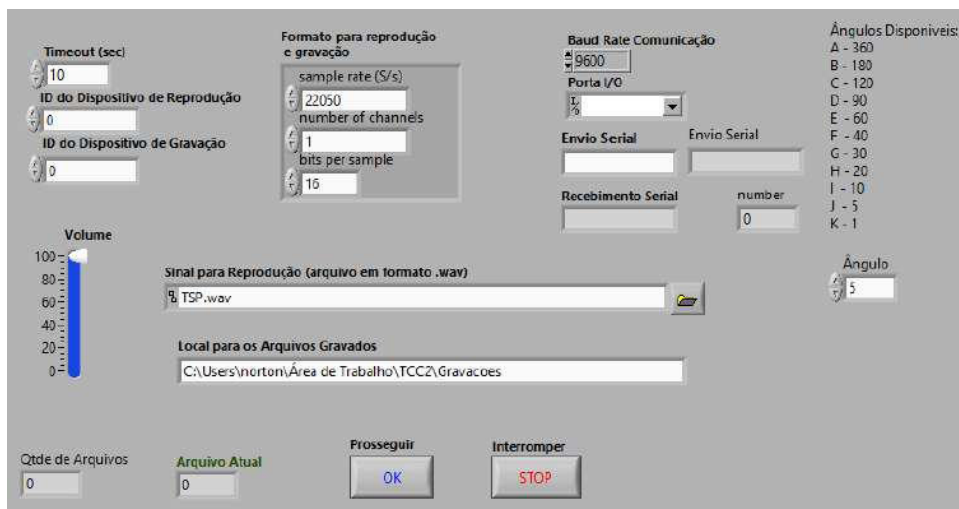 Timeout (sec)
10
ID do Dispositivo de Reprodução
0
ID do Dispositivo de Gravação
0
Formato para reprodução
e gravação
sample rate (S/s)
22050
number of channels
1
bits per sample
16
Baud Rate Comunicação
9600
Porta I/O
Envio Serial
Envio Serial
Recebimento Serial
number
0
Ângulos Disponiveis:
A - 360
B - 180
C - 120
D - 90
E - 60
F - 40
G - 30
H - 20
I - 10
J - 5
K - 1
Ângulo
5
Volume
100
80
60
40
20
0
Sinal para Reprodução (arquivo em formato .wav)
TSP.wav
Local para os Arquivos Gravados
C:\Users\norton\Área de Trabalho\TCC2\Gravacoes
Qtde de Arquivos
0
Arquivo Atual
0
Prosseguir
OK
Interromper
STOP